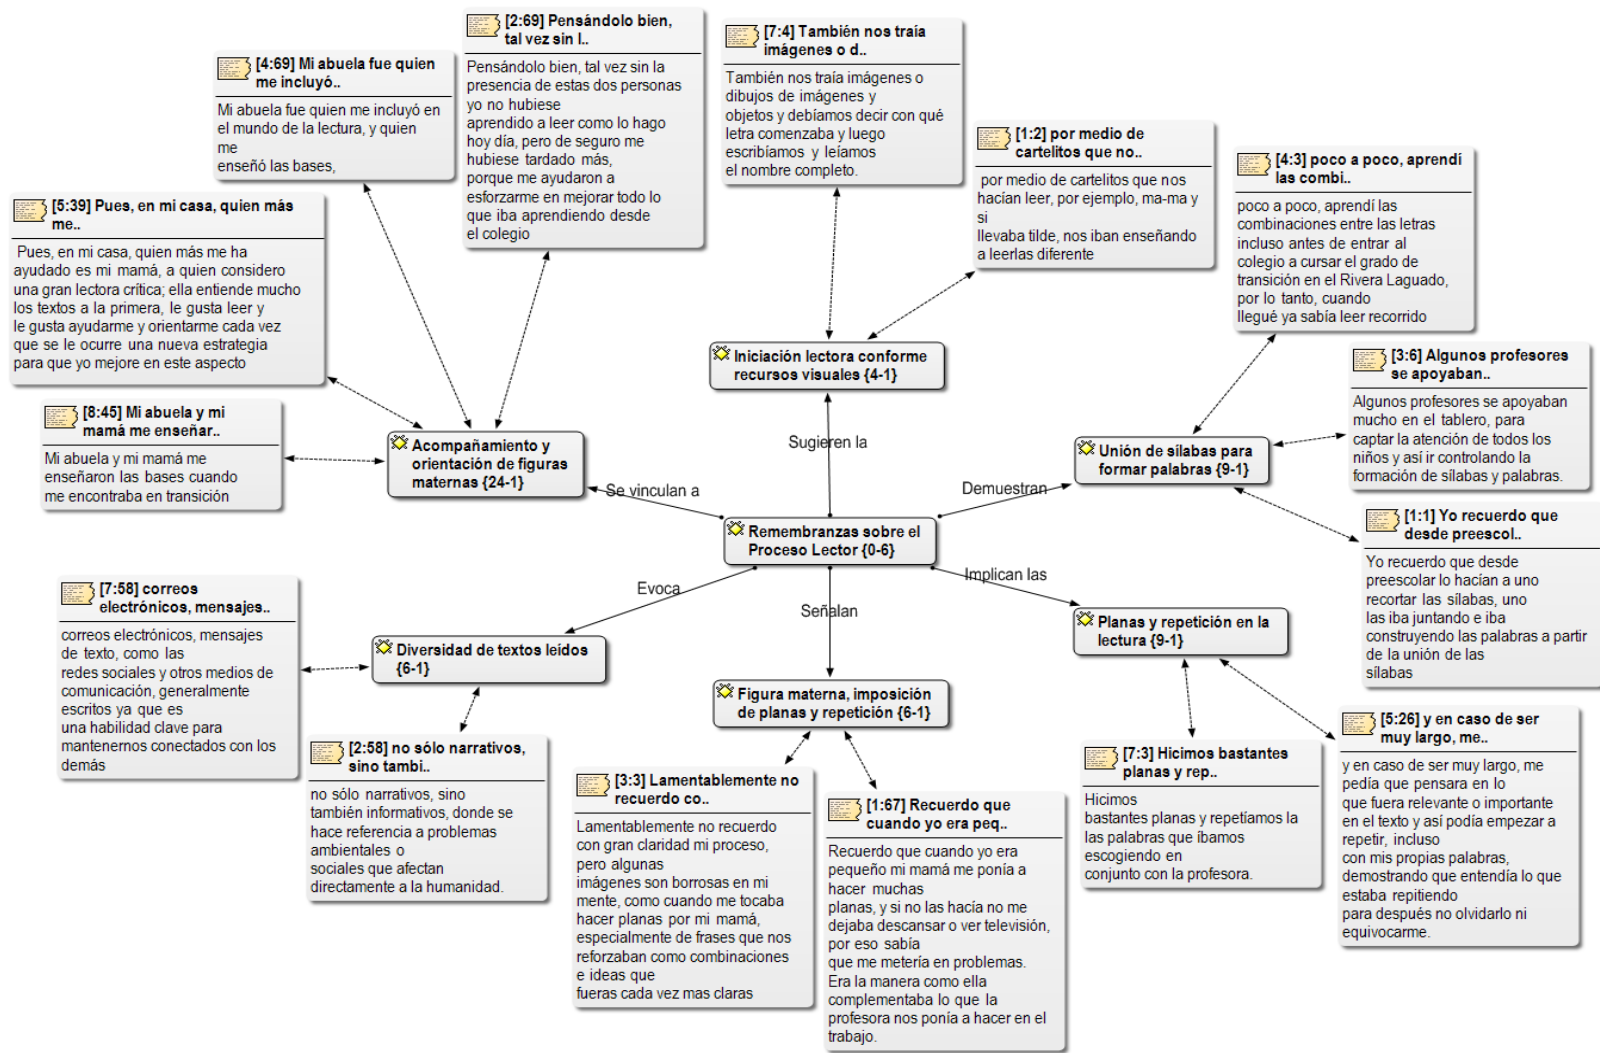 [2:69] Pensándolo bien,
tal vez sin l..
Pensándolo bien, tal vez sin la
presencia de estas dos personas
yo no hubiese
aprendido a leer como lo hago
hoy día, pero de seguro me
hubiese tardado más,
porque me ayudaron a
esforzarme en mejorar todo lo
que iba aprendiendo desde
el colegio
[7:4] También nos traía
imágenes o d..
También nos traía imágenes o
dibujos de imágenes y
objetos y debíamos decir con qué
letra comenzaba y luego
escribíamos y leíamos
el nombre completo.
[4:69] Mi abuela fue quien
me incluyó..
Mi abuela fue quien me incluyó en
el mundo de la lectura, y quien
me
enseñó las bases,
[1:2] por medio de
cartelitos que no..
por medio de cartelitos que nos
hacían leer, por ejemplo, ma-ma y
si
llevaba tilde, nos iban enseñando
a leerlas diferente
[4:3] poco a poco, aprendí
las combi..
poco a poco, aprendí las
combinaciones entre las letras
incluso antes de entrar al
colegio a cursar el grado de
transición en el Rivera Laguado,
por lo tanto, cuando
llegué ya sabía leer recorrido
[5:39] Pues, en mi casa, quien más
me..
Pues, en mi casa, quien más me ha
ayudado es mi mamá, a quien considero
una gran lectora crítica; ella entiende mucho
los textos a la primera, le gusta leer y
le gusta ayudarme y orientarme cada vez
que se le ocurre una nueva estrategia
para que yo mejore en este aspecto
Iniciación lectora conforme
recursos visuales {4-1}
[3:6] Algunos profesores
se apoyaban..
Algunos profesores se apoyaban
mucho en el tablero, para
captar la atención de todos los
niños y así ir controlando la
formación de sílabas y palabras.
[8:45] Mi abuela y mi
mamá me enseñar..
Mi abuela y mi mamá me
enseñaron las bases cuando
me encontraba en transición
Acompañamiento y
orientación de figuras
maternas {24-1}
Sugieren la
Unión de sílabas para
formar palabras {9-1}
Se vinculan a
Demuestran
Remembranzas sobre el
Proceso Lector {0-6}
[1:1] Yo recuerdo que
desde preescol..
Yo recuerdo que desde
preescolar lo hacían a uno
recortar las sílabas, uno
las iba juntando e iba
construyendo las palabras a partir
de la unión de las
sílabas
Evoca
Señalan
Implican las
[7:58] correos
electrónicos, mensajes..
correos electrónicos, mensajes
de texto, como las
redes sociales y otros medios de
comunicación, generalmente
escritos ya que es
una habilidad clave para
mantenernos conectados con los
demás
Diversidad de textos leidos
{6-1}
Planas y repetición en la
lectura {9-1}
Figura materna, imposición
de planas y repetición {6-1}
[2:58] no sólo narrativos,
sino tambi..
no sólo narrativos, sino
también informativos, donde se
hace referencia a problemas
ambientales o
sociales que afectan
directamente a la humanidad.
[3:3] Lamentablemente no
recuerdo co..
Lamentablemente no recuerdo
con gran claridad mi proceso,
pero algunas
imágenes son borrosas en mi
mente, como cuando me tocaba
hacer planas por mi mamá,
especialmente de frases que nos
reforzaban como combinaciones
e ideas que
fueras cada vez mas claras
[1:67] Recuerdo que
cuando yo era peq..
Recuerdo que cuando yo era
pequeño mi mamá me ponía a
hacer muchas
planas, y si no las hacía no me
dejaba descansar o ver televisión,
por eso sabía
que me metería en problemas.
Era la manera como ella
complementaba lo que la
profesora nos ponía a hacer en el
trabajo.
[7:3] Hicimos bastantes
planas y rep..
Hicimos
bastantes planas y repetíamos la
las palabras que íbamos
escogiendo en
conjunto con la profesora.
[5:26] y en caso de ser
muy largo, me..
y en caso de ser muy largo, me
pedía que pensara en lo
que fuera relevante o importante
en el texto y así podía empezar a
repetir, incluso
con mis propias palabras,
demostrando que entendía lo que
estaba repitiendo
para después no olvidarlo ni
equivocarme.